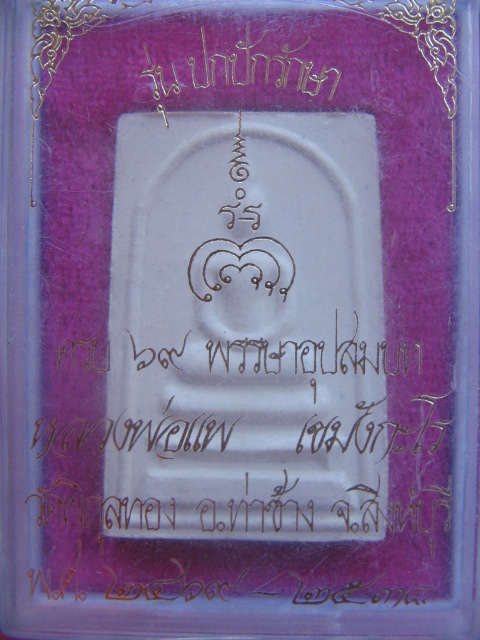 รุ่น ปกปักรักษา
ครบ ๖๙ พรรษาอุปสมบท
หลวงพ่อแพ เขมังกะโร
วัดพิกุลทอง อ.ท่าช้าง จ.สิงห์บุรี
พ.ศ. ๒๔๖๙ - ๒๕๓๘